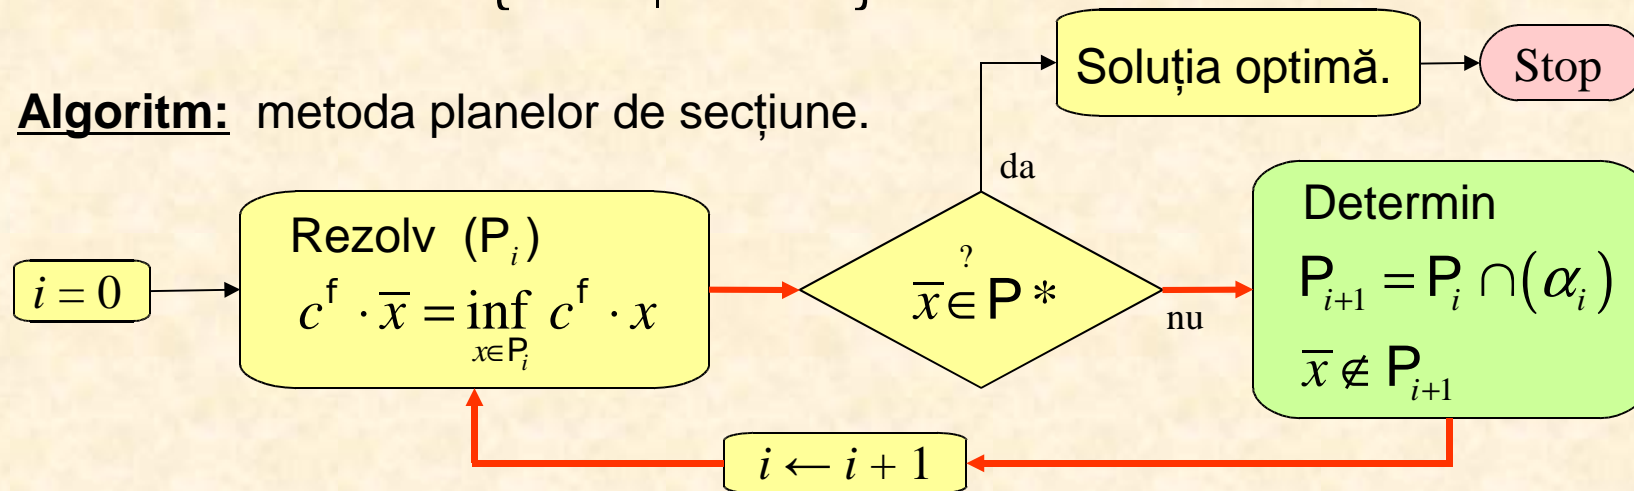 Soluția optimă.
Stop
Algoritm: metoda planelor de secțiune.
da
Rezolv (P_i)
c^f · x̄ = inf c^f · x
x∈P_i
i = 0
?
x̄ ∈ P *
nu
Determin
P_{i+1} = P_i ∩ (α_i)
x̄ ∉ P_{i+1}
i ← i + 1